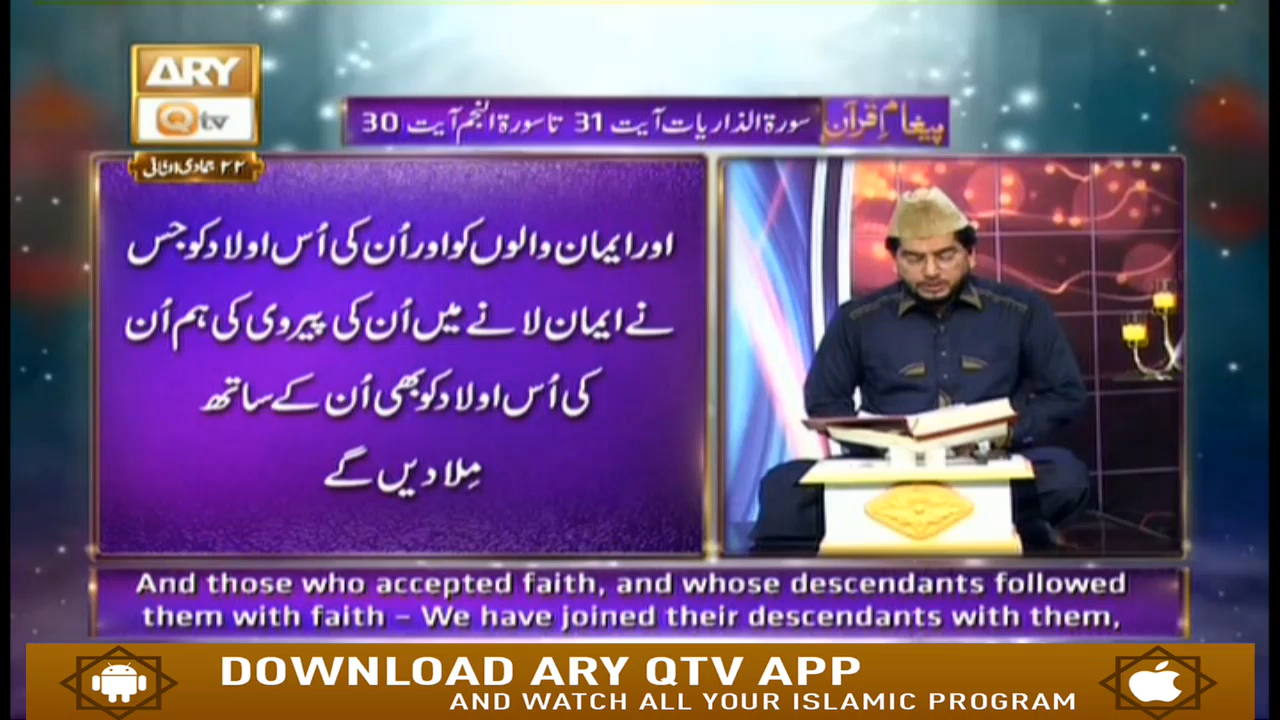 ARY
Qtv
۲۲ جمادی الثانی
پیغامِ قرآن سورۃ الذاریات آیت 31 تا سورۃ النجم آیت 30
اور ایمان والوں کو اور اُن کی اُس اولاد کو جس
نے ایمان لانے میں اُن کی پیروی کی ہم اُن
کی اُس اولاد کو بھی اُن کے ساتھ
مِلا دیں گے
And those who accepted faith, and whose descendants followed
them with faith – We have joined their descendants with them,
DOWNLOAD ARY QTV APP
AND WATCH ALL YOUR ISLAMIC PROGRAM